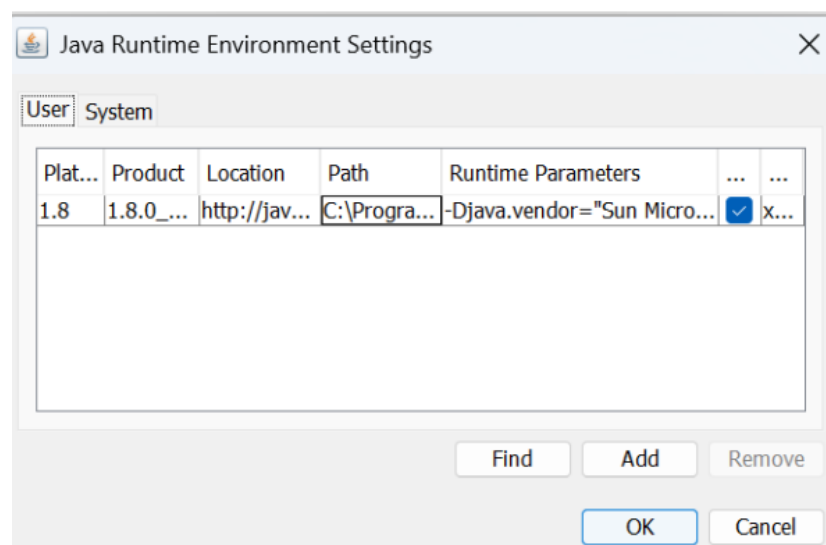 Java Runtime Environment Settings
User System
Plat... Product Location Path Runtime Parameters ... ...
1.8 1.8.0_... http://jav... C:\Progra... -Djava.vendor="Sun Micro... x...
Find Add Remove
OK Cancel